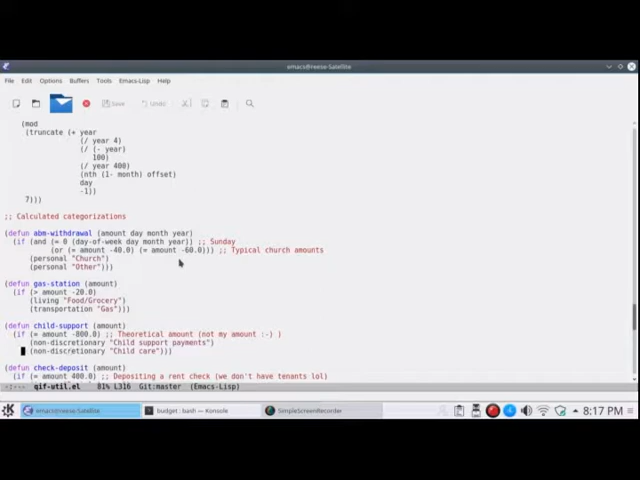 emacs@reese-Satellite
File Edit Options Buffers Tools Emacs-Lisp Help
Save Undo
(mod
(truncate (+ year
(/ year 4)
(/ (- year)
100)
(/ year 400)
(nth (1- month) offset)
day
-1))
7)))
;; Calculated categorizations
(defun abm-withdrawal (amount day month year)
(if (and (= 0 (day-of-week day month year)) ;; Sunday
(or (= amount -40.0) (= amount -60.0))) ;; Typical church amounts
(personal "Church")
(personal "Other")))
(defun gas-station (amount)
(if (> amount -20.0)
(living "Food/Grocery")
(transportation "Gas")))
(defun child-support (amount)
(if (= amount -800.0) ;; Theoretical amount (not my amount :-) )
(non-discretionary "Child support payments")
(non-discretionary "Child care")))
(defun check-deposit (amount)
(if (= amount 400.0) ;; Depositing a rent check (we don't have tenants lol)
-:--- qif-util.el 81% L316 Git:master (Emacs-Lisp)
emacs@reese-Satellite budget : bash — Konsole SimpleScreenRecorder 8:17 PM